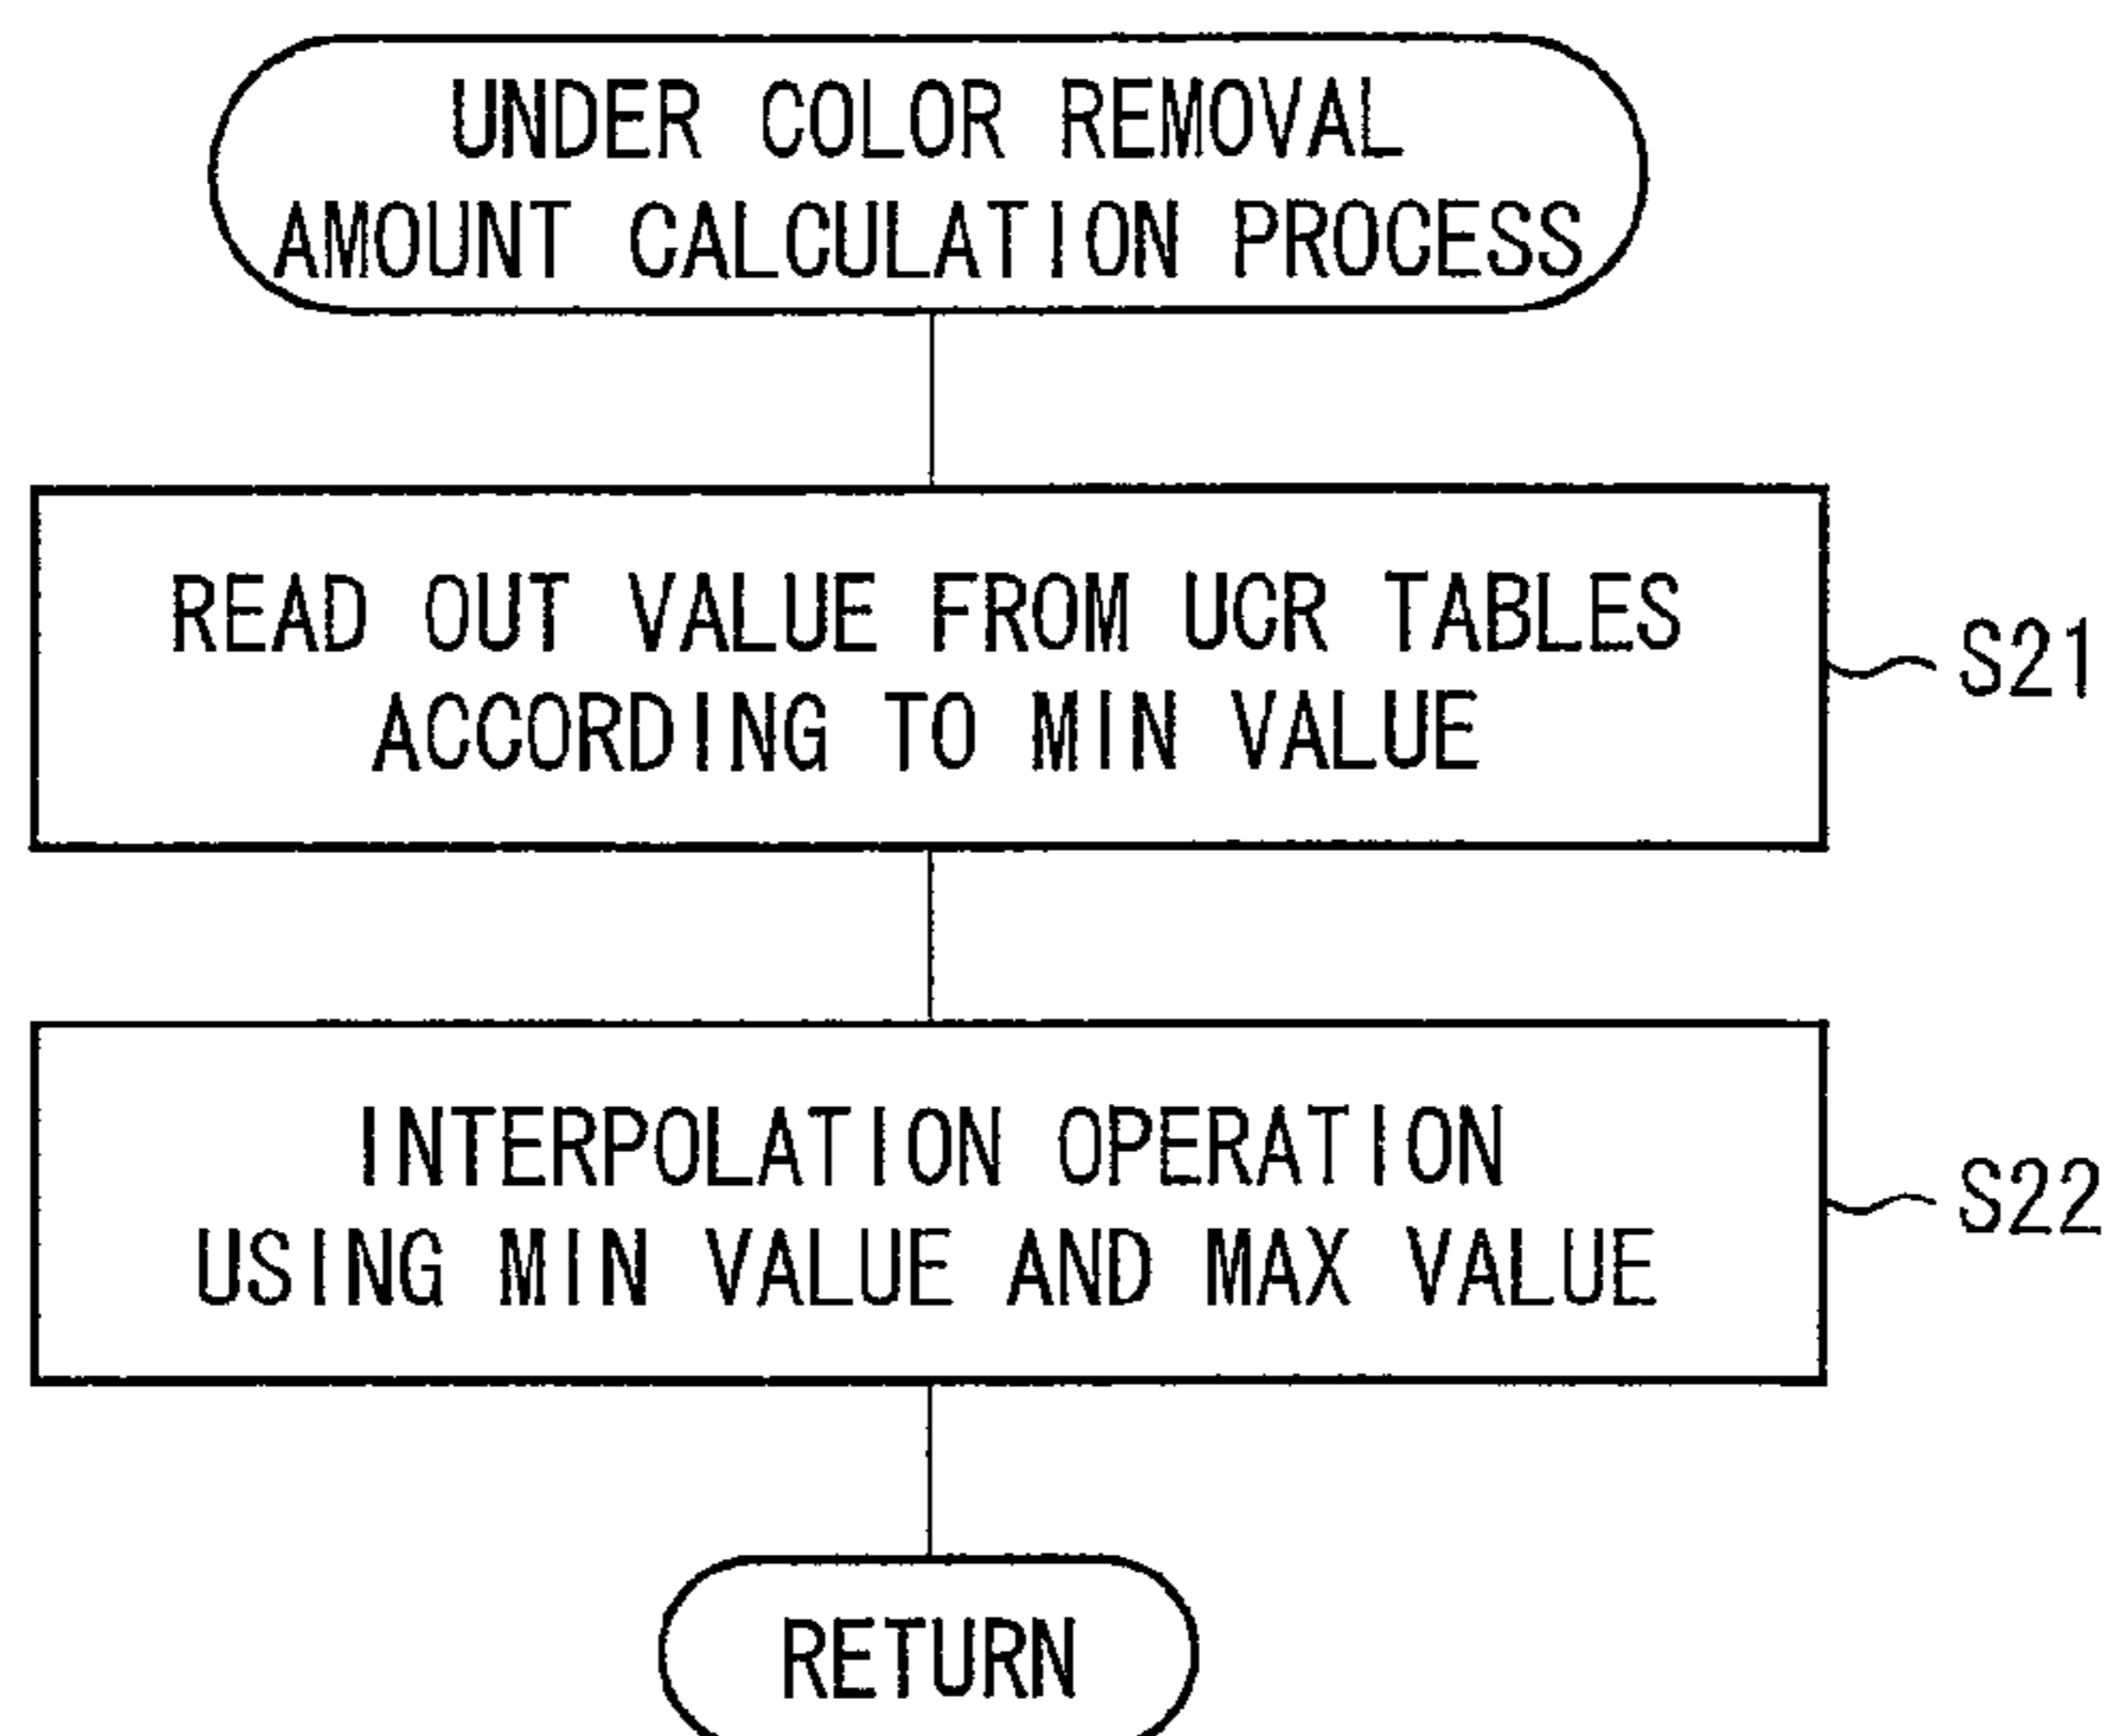 UNDER COLOR REMOVAL
AMOUNT CALCULATION PROCESS
READ OUT VALUE FROM UCR TABLES
ACCORDING TO MIN VALUE
S21
INTERPOLATION OPERATION
USING MIN VALUE AND MAX VALUE
S22
RETURN